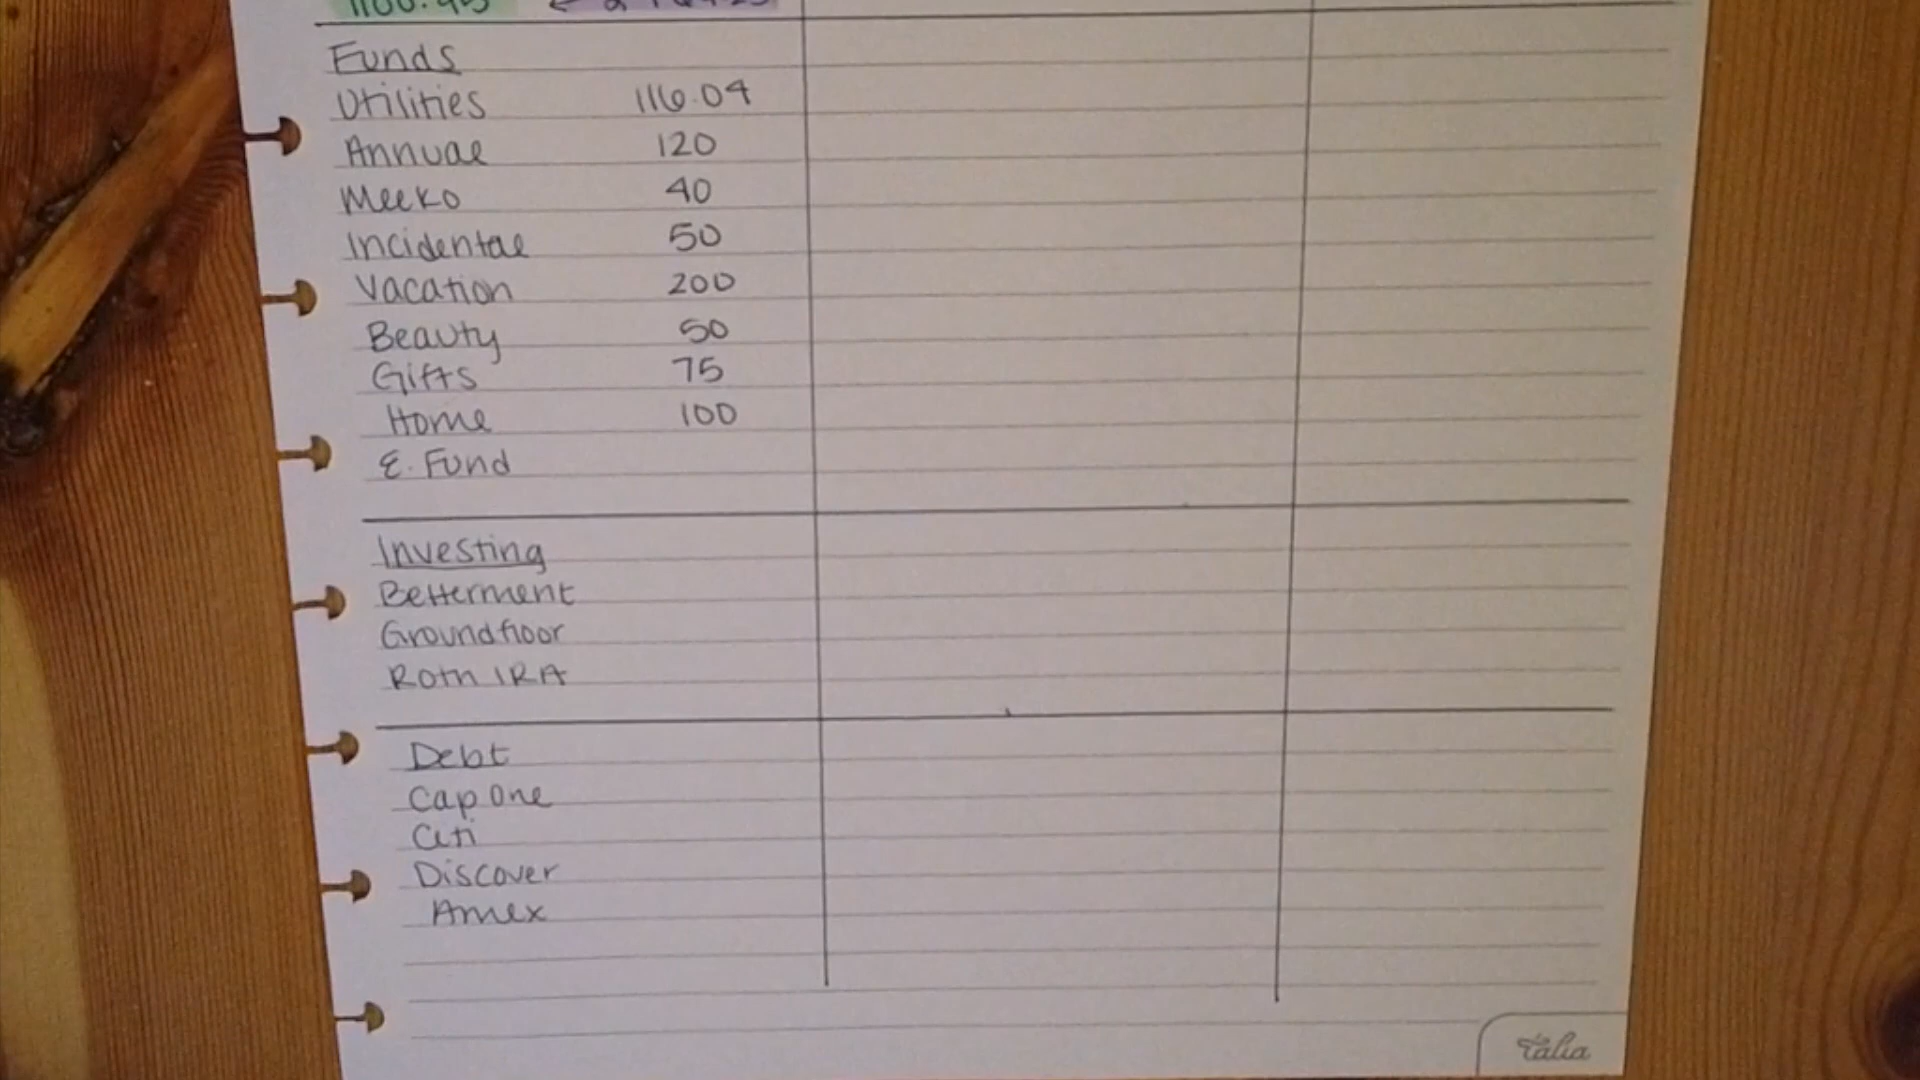 Funds
Utilities 116.04
Annual 120
Meeko 40
Incidental 50
Vacation 200
Beauty 50
Gifts 75
Home 100
E. Fund
Investing
Betterment
Groundfloor
Roth IRA
Debt
Cap One
Citi
Discover
Amex
Talia